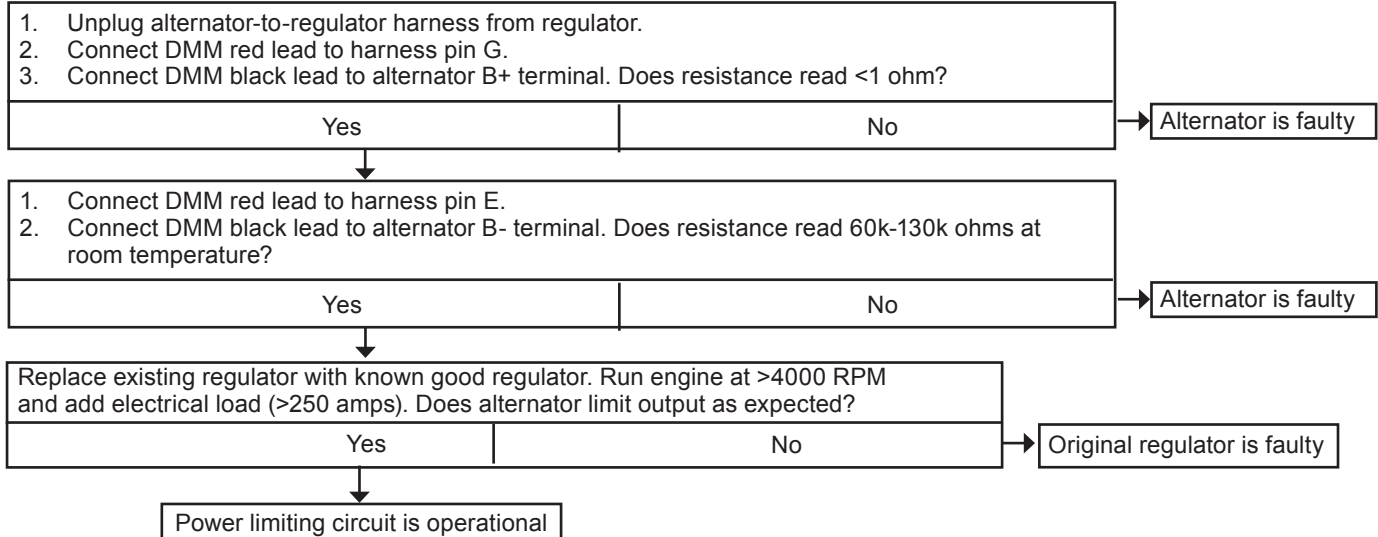 1. Unplug alternator-to-regulator harness from regulator.
2. Connect DMM red lead to harness pin G.
3. Connect DMM black lead to alternator B+ terminal. Does resistance read <1 ohm?
Yes
No
Alternator is faulty
1. Connect DMM red lead to harness pin E.
2. Connect DMM black lead to alternator B- terminal. Does resistance read 60k-130k ohms at
room temperature?
Yes
No
Alternator is faulty
Replace existing regulator with known good regulator. Run engine at >4000 RPM
and add electrical load (>250 amps). Does alternator limit output as expected?
Yes
No
Original regulator is faulty
Power limiting circuit is operational